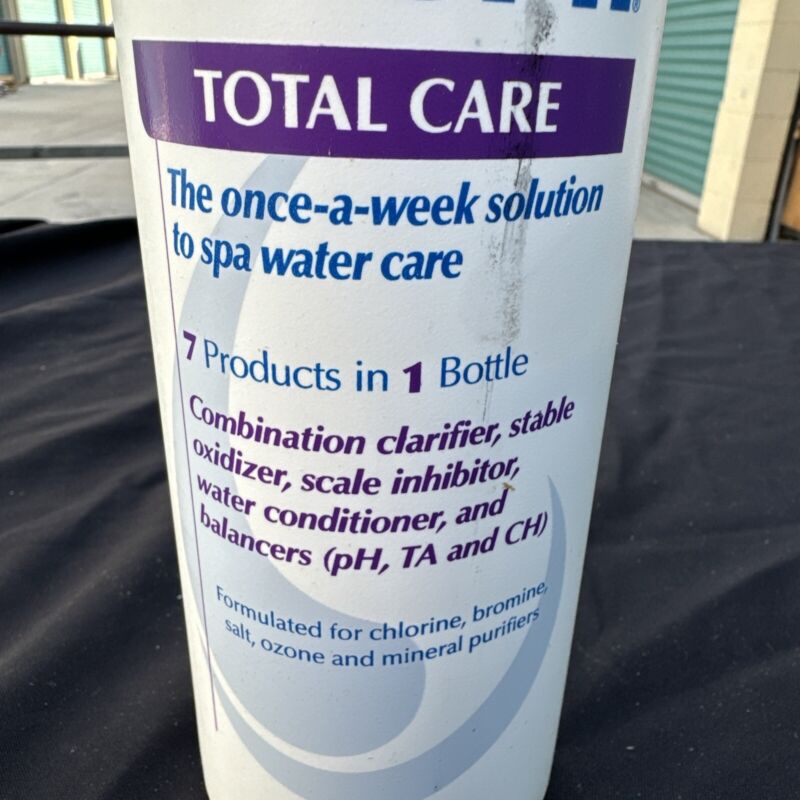 TOTAL CARE
The once-a-week solution
to spa water care
7 Products in 1 Bottle
Combination clarifier, stable
oxidizer, scale inhibitor,
water conditioner, and
balancers (pH, TA and CH)
Formulated for chlorine, bromine,
salt, ozone and mineral purifiers